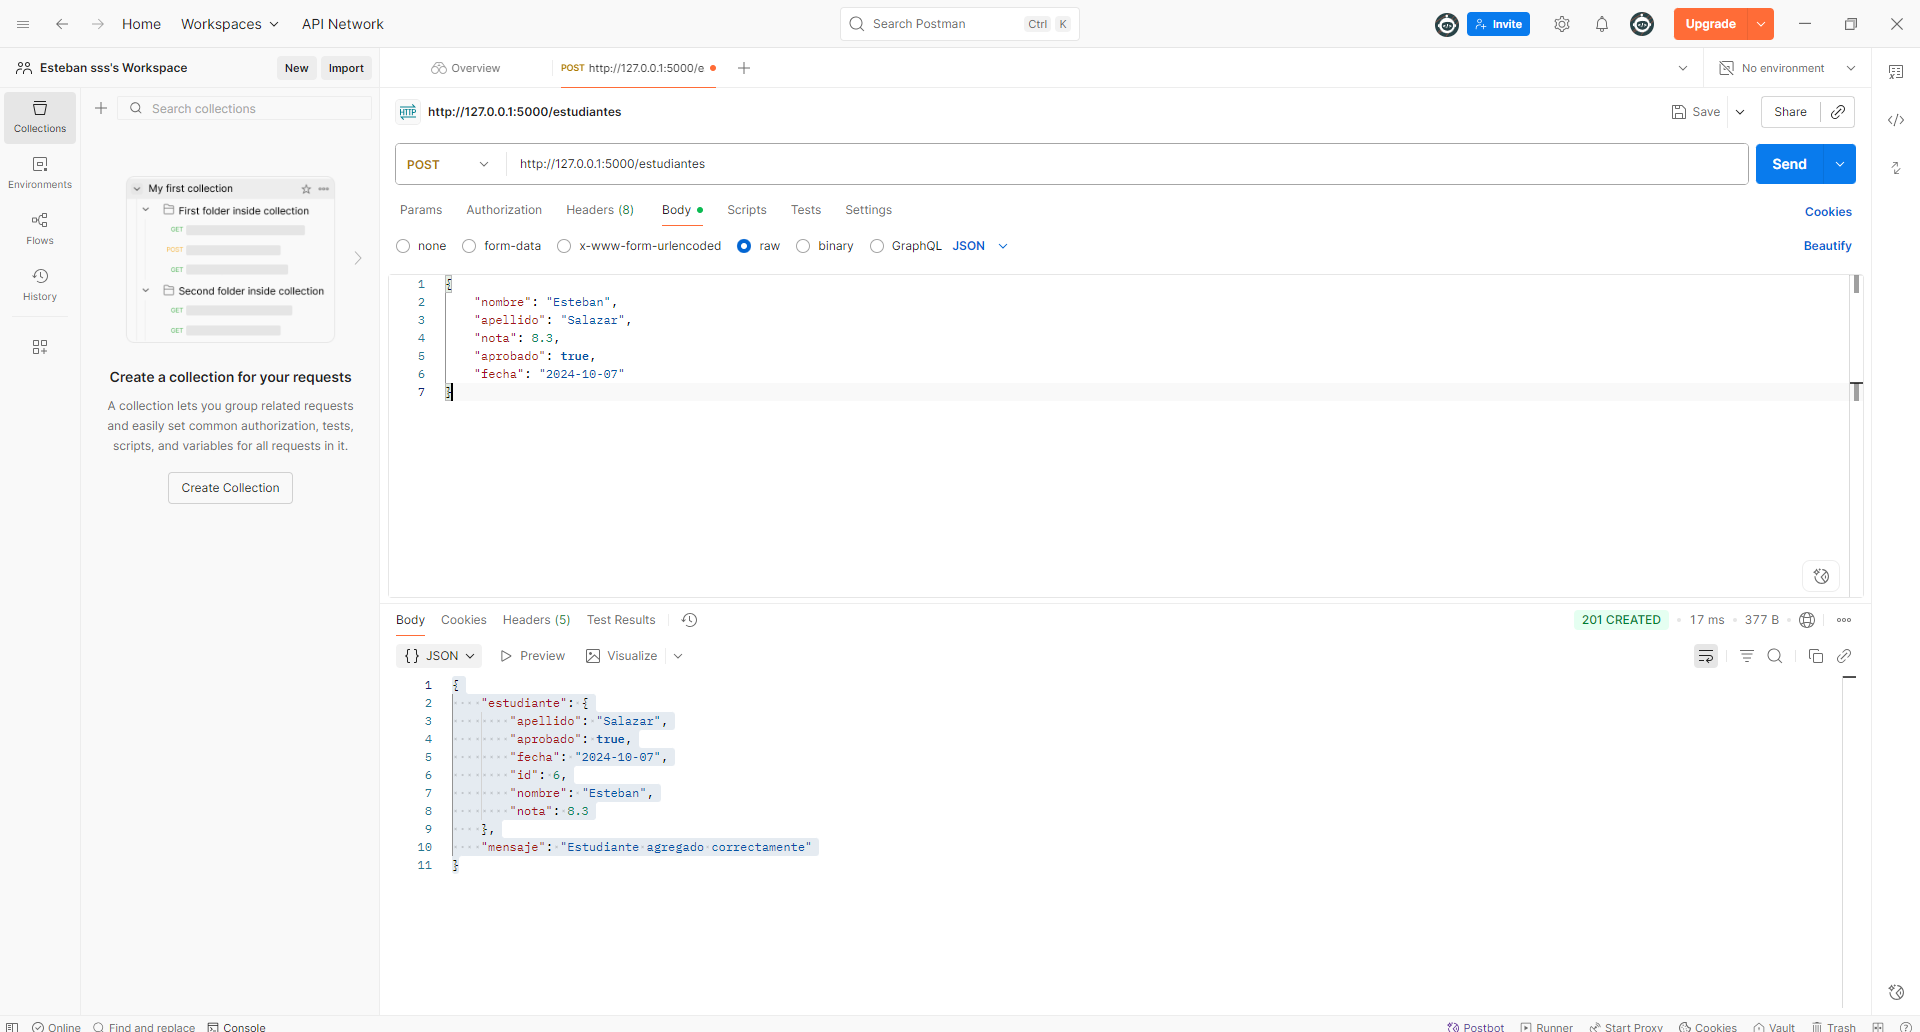 Home Workspaces API Network Search Postman Ctrl K Invite Upgrade
Esteban sss's Workspace New Import Overview POST http://127.0.0.1:5000/e No environment
Collections
Search collections
http://127.0.0.1:5000/estudiantes Save Share
Environments
Flows
History
My first collection
First folder inside collection
GET
POST
GET
Second folder inside collection
GET
GET
Create a collection for your requests
A collection lets you group related requests
and easily set common authorization, tests,
scripts, and variables for all requests in it.
Create Collection
POST http://127.0.0.1:5000/estudiantes Send
Params Authorization Headers (8) Body Scripts Tests Settings Cookies
none form-data x-www-form-urlencoded raw binary GraphQL JSON Beautify
1 {
2 "nombre": "Esteban",
3 "apellido": "Salazar",
4 "nota": 8.3,
5 "aprobado": true,
6 "fecha": "2024-10-07"
7 }
Body Cookies Headers (5) Test Results 201 CREATED 17 ms 377 B
{} JSON Preview Visualize
1 {
2 "estudiante": {
3 "apellido": "Salazar",
4 "aprobado": true,
5 "fecha": "2024-10-07",
6 "id": 6,
7 "nombre": "Esteban",
8 "nota": 8.3
9 },
10 "mensaje": "Estudiante agregado correctamente"
11 }
Online Find and replace Console Postbot Runner Start Proxy Cookies Vault Trash